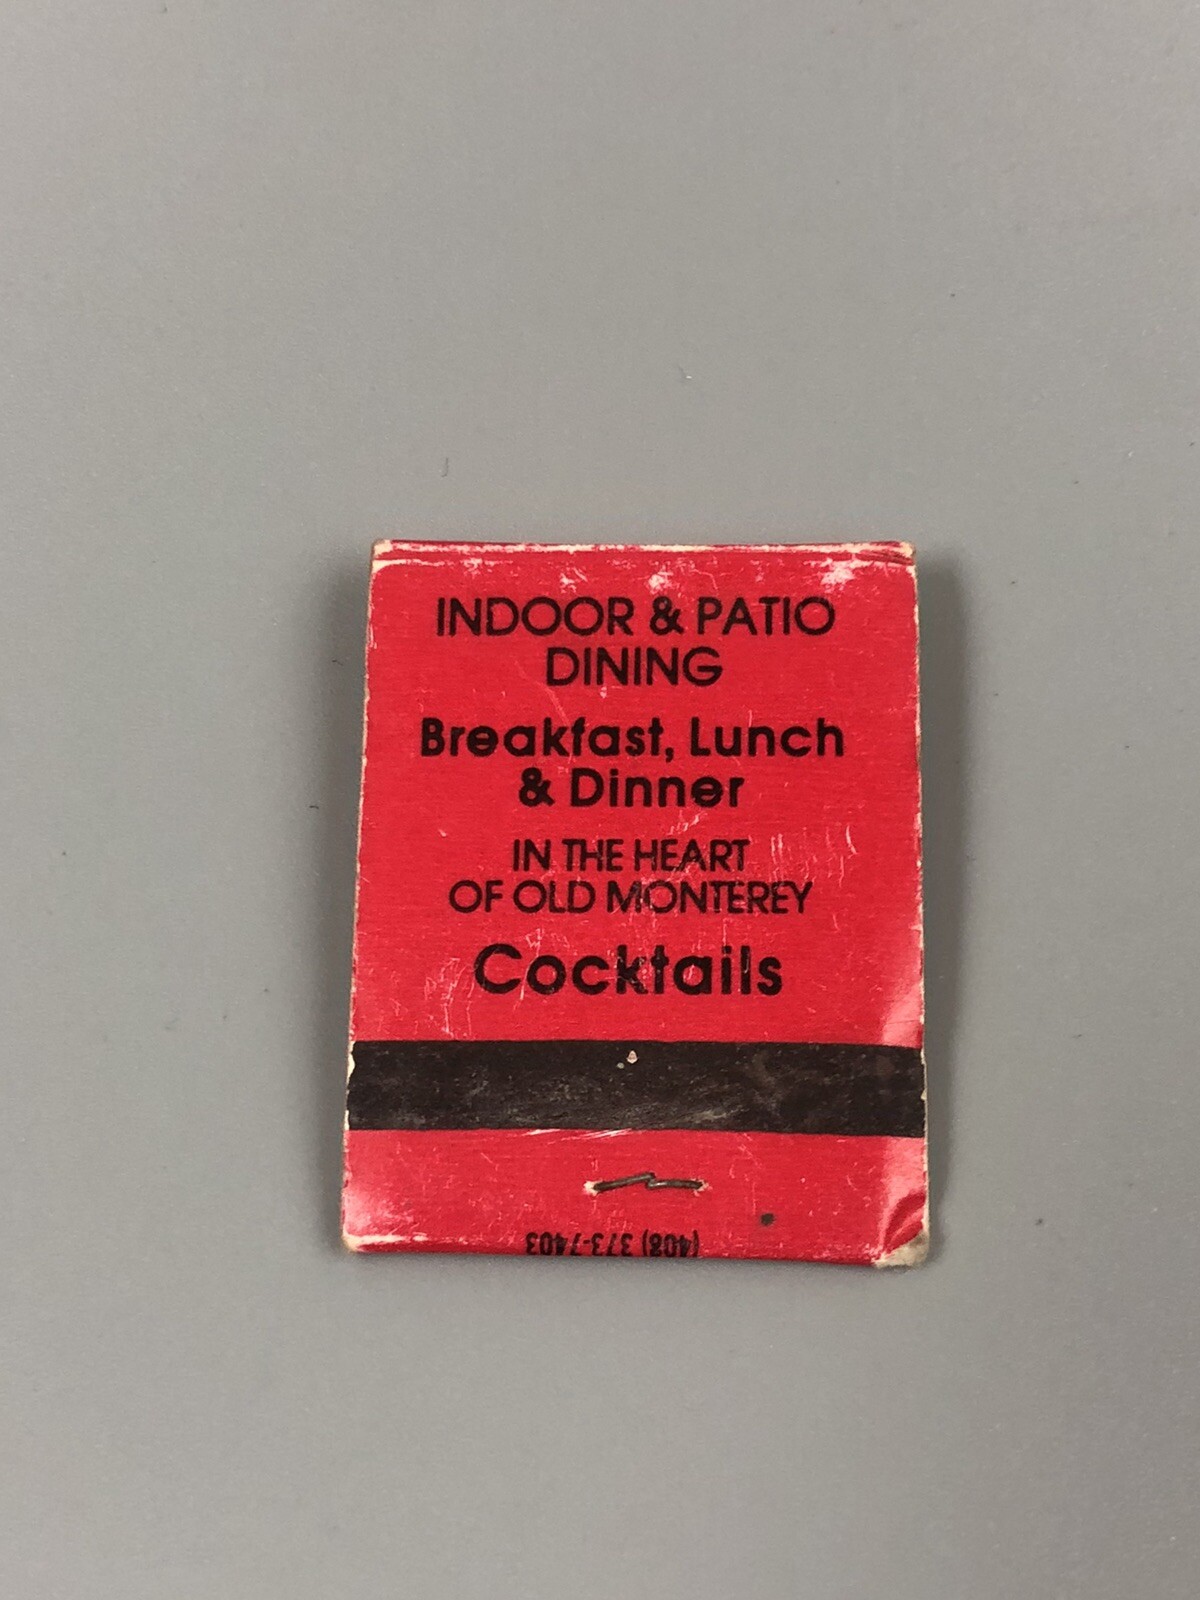 INDOOR & PATIO
DINING
Breakfast, Lunch
& Dinner
IN THE HEART
OF OLD MONTEREY
Cocktails
(408) 373-7403